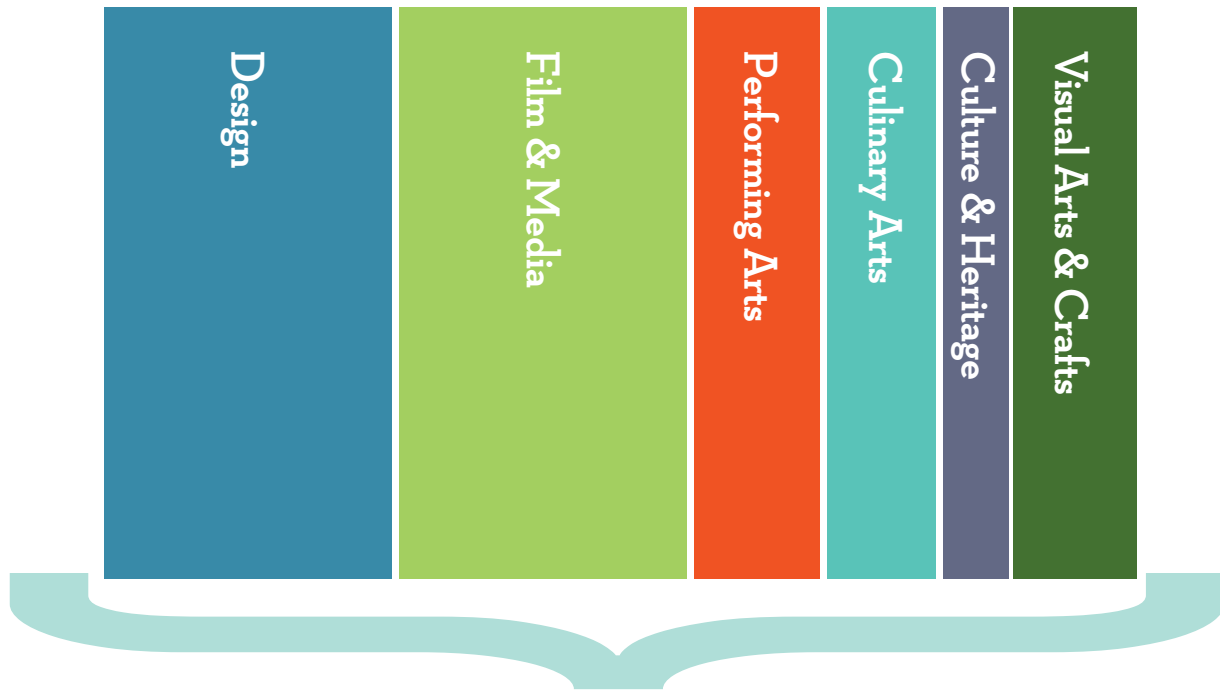 Design
Film & Media
Performing Arts
Culinary Arts
Culture & Heritage
Visual Arts & Crafts